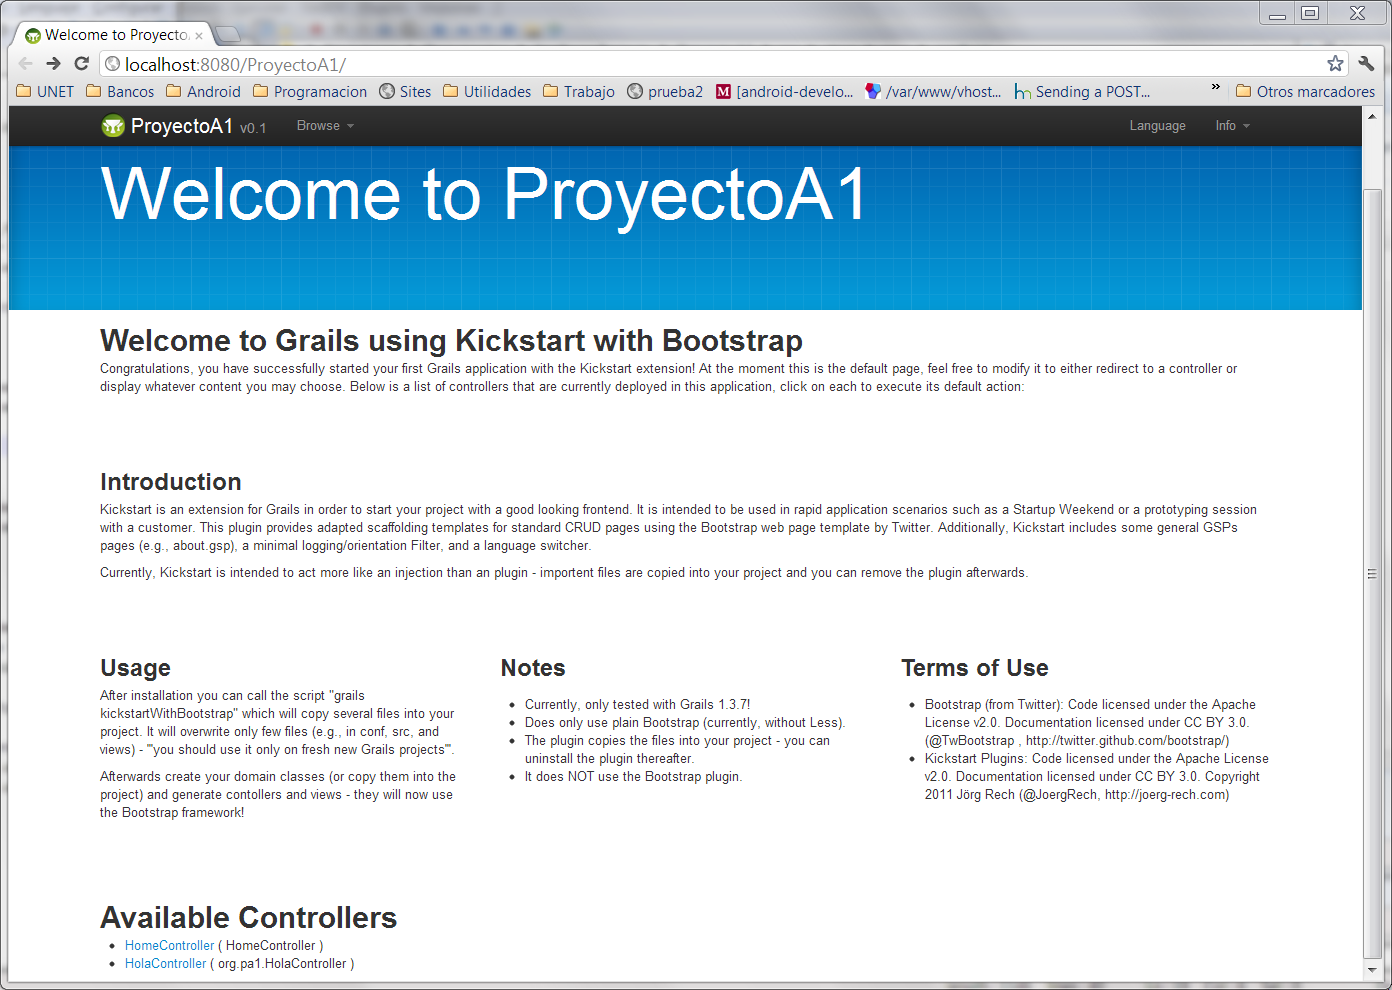 Welcome to Proyecto
localhost:8080/ProyectoA1/
UNET Bancos Android Programacion Sites Utilidades Trabajo prueba2 [android-develo... /var/www/vhost... Sending a POST... » Otros marcadores
ProyectoA1 v0.1 Browse Language Info
Welcome to ProyectoA1
Welcome to Grails using Kickstart with Bootstrap
Congratulations, you have successfully started your first Grails application with the Kickstart extension! At the moment this is the default page, feel free to modify it to either redirect to a controller or
display whatever content you may choose. Below is a list of controllers that are currently deployed in this application, click on each to execute its default action:
Introduction
Kickstart is an extension for Grails in order to start your project with a good looking frontend. It is intended to be used in rapid application scenarios such as a Startup Weekend or a prototyping session
with a customer. This plugin provides adapted scaffolding templates for standard CRUD pages using the Bootstrap web page template by Twitter. Additionally, Kickstart includes some general GSPs
pages (e.g., about.gsp), a minimal logging/orientation Filter, and a language switcher.
Currently, Kickstart is intended to act more like an injection than an plugin - importent files are copied into your project and you can remove the plugin afterwards.
Usage
After installation you can call the script "grails
kickstartWithBootstrap" which will copy several files into your
project. It will overwrite only few files (e.g., in conf, src, and
views) - '"you should use it only on fresh new Grails projects"'.
Afterwards create your domain classes (or copy them into the
project) and generate contollers and views - they will now use
the Bootstrap framework!
Notes
• Currently, only tested with Grails 1.3.7!
• Does only use plain Bootstrap (currently, without Less).
• The plugin copies the files into your project - you can
uninstall the plugin thereafter.
• It does NOT use the Bootstrap plugin.
Terms of Use
• Bootstrap (from Twitter): Code licensed under the Apache
License v2.0. Documentation licensed under CC BY 3.0.
(@TwBootstrap , http://twitter.github.com/bootstrap/)
• Kickstart Plugins: Code licensed under the Apache License
v2.0. Documentation licensed under CC BY 3.0. Copyright
2011 Jörg Rech (@JoergRech, http://joerg-rech.com)
Available Controllers
• HomeController ( HomeController )
• HolaController ( org.pa1.HolaController )